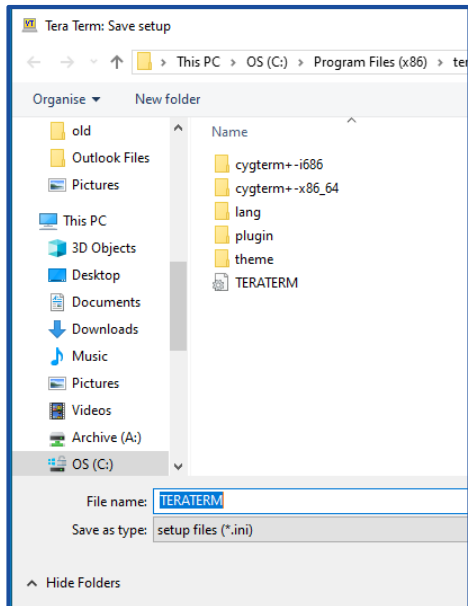 Tera Term: Save setup
This PC > OS (C:) > Program Files (x86) > ter
Organise New folder
old
Outlook Files
Pictures
This PC
3D Objects
Desktop
Documents
Downloads
Music
Pictures
Videos
Archive (A:)
OS (C:)
Name
cygterm+-i686
cygterm+-x86_64
lang
plugin
theme
TERATERM
File name: TERATERM
Save as type: setup files (*.ini)
Hide Folders